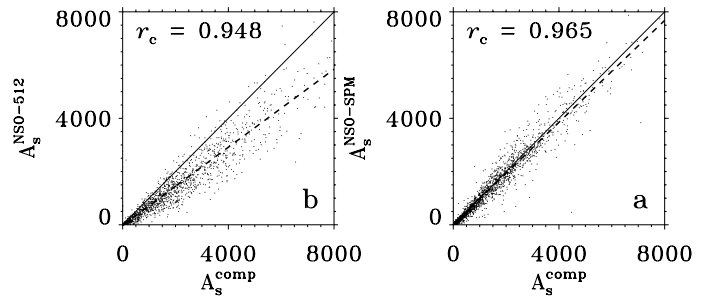 8000
r_c = 0.948
4000
A_s^NSO-512
b
0
0 4000 8000
A_s^comp
8000
r_c = 0.965
4000
A_s^NSO-SPM
a
0
0 4000 8000
A_s^comp